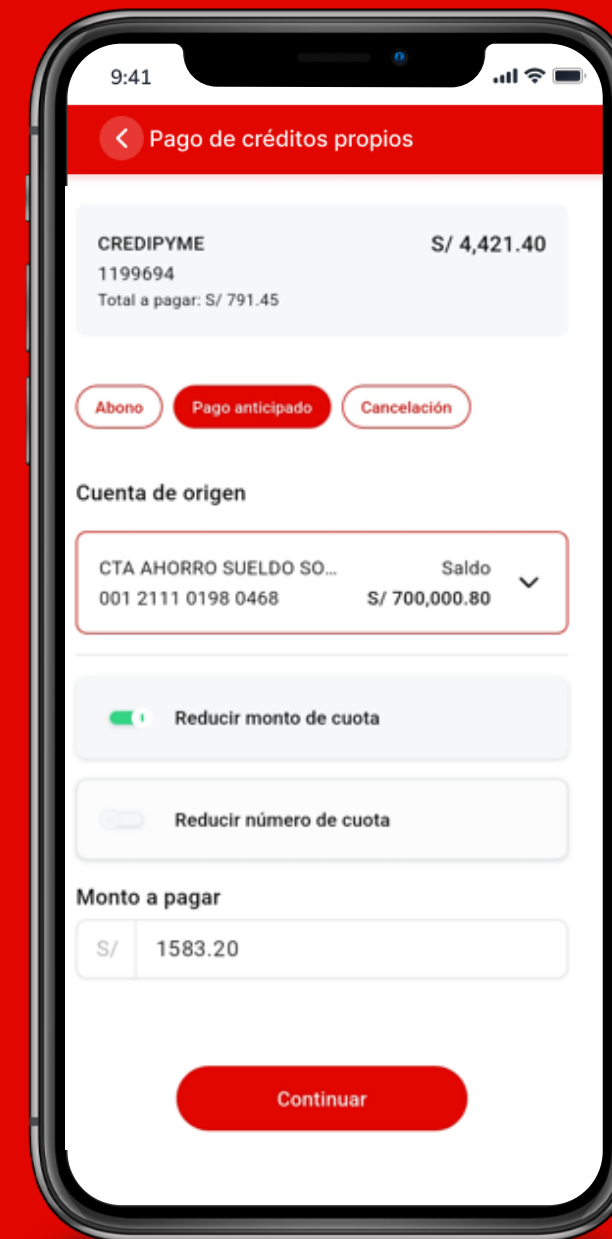 9:41
Pago de créditos propios
CREDIPYME S/ 4,421.40
1199694
Total a pagar: S/ 791.45
Abono Pago anticipado Cancelación
Cuenta de origen
CTA AHORRO SUELDO SO... Saldo
001 2111 0198 0468 S/ 700,000.80
Reducir monto de cuota
Reducir número de cuota
Monto a pagar
S/ 1583.20
Continuar